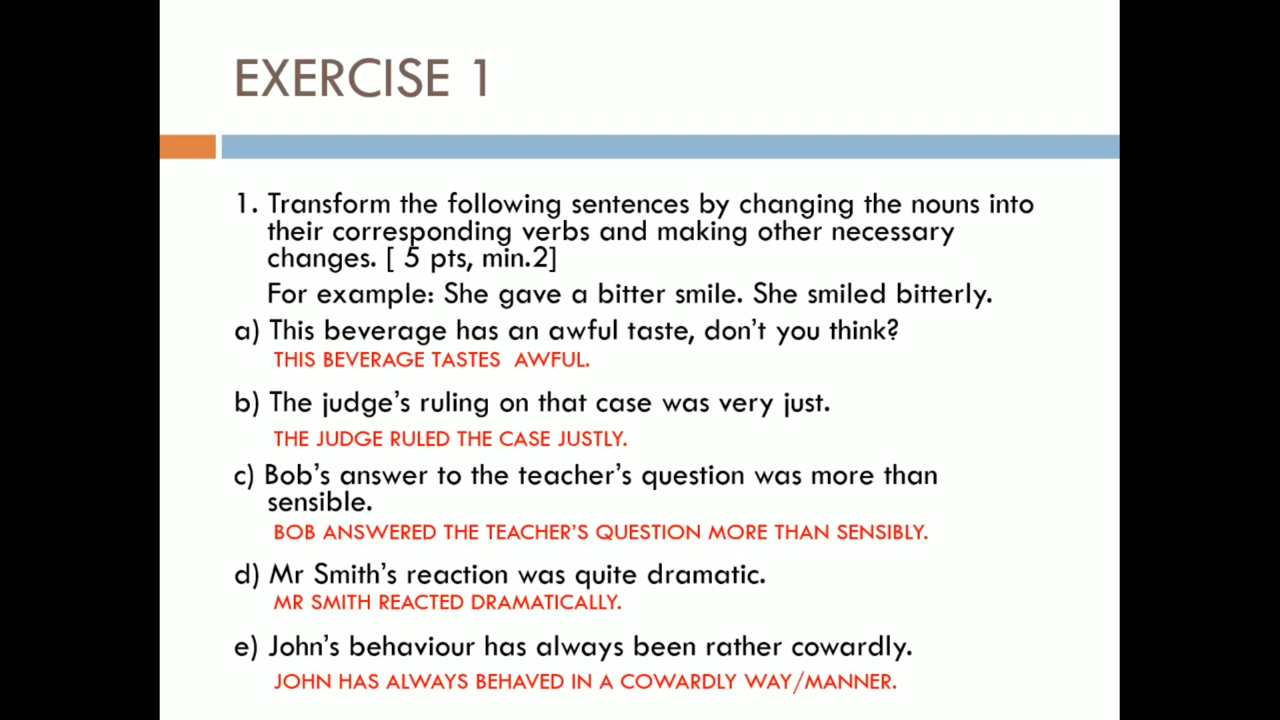 EXERCISE 1
1. Transform the following sentences by changing the nouns into
their corresponding verbs and making other necessary
changes. [ 5 pts, min.2]
For example: She gave a bitter smile. She smiled bitterly.
a) This beverage has an awful taste, don’t you think?
THIS BEVERAGE TASTES AWFUL.
b) The judge’s ruling on that case was very just.
THE JUDGE RULED THE CASE JUSTLY.
c) Bob’s answer to the teacher’s question was more than
sensible.
BOB ANSWERED THE TEACHER’S QUESTION MORE THAN SENSIBLY.
d) Mr Smith’s reaction was quite dramatic.
MR SMITH REACTED DRAMATICALLY.
e) John’s behaviour has always been rather cowardly.
JOHN HAS ALWAYS BEHAVED IN A COWARDLY WAY/MANNER.